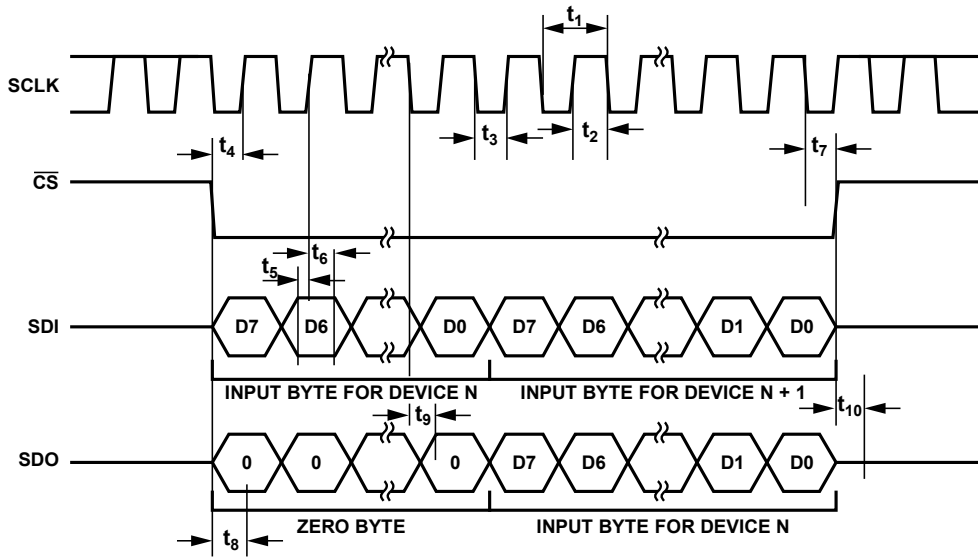 t1
SCLK
t3
t2
t4
t7
CS
t6
t5
SDI
D7
D6
D0
D7
D6
D1
D0
INPUT BYTE FOR DEVICE N
INPUT BYTE FOR DEVICE N + 1
t9
t10
SDO
0
0
0
D7
D6
D1
D0
ZERO BYTE
INPUT BYTE FOR DEVICE N
t8